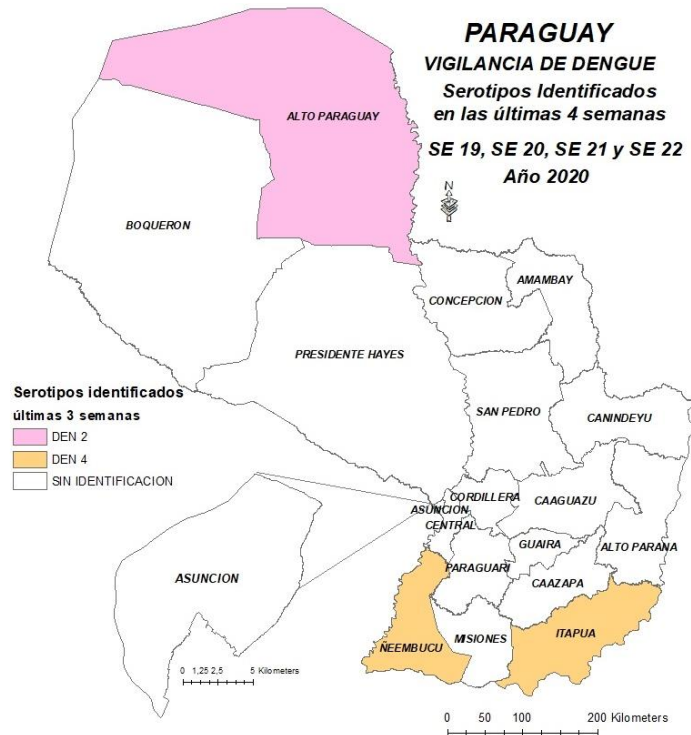 PARAGUAY
VIGILANCIA DE DENGUE
Serotipos Identificados
en las últimas 4 semanas
SE 19, SE 20, SE 21 y SE 22
Año 2020
N
ALTO PARAGUAY
BOQUERON
AMAMBAY
CONCEPCION
PRESIDENTE HAYES
SAN PEDRO
CANINDEYU
Serotipos identificados
últimas 3 semanas
DEN 2
DEN 4
SIN IDENTIFICACION
CORDILLERA
CAAGUAZU
ASUNCION
CENTRAL
GUAIRA
ALTO PARANA
PARAGUARI
CAAZAPA
ASUNCION
ÑEEMBUCU
MISIONES
ITAPUA
0 1,25 2,5 5 Kilometers
0 50 100 200 Kilometers